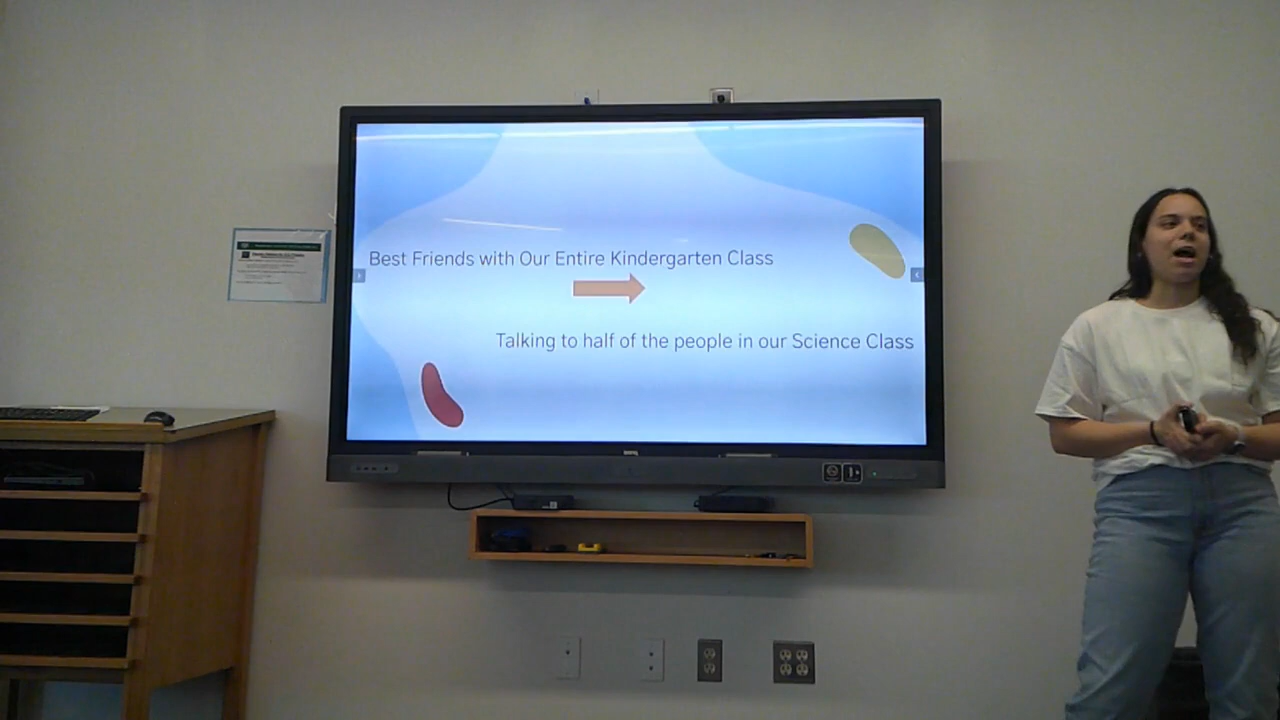 Best Friends with Our Entire Kindergarten Class
Talking to half of the people in our Science Class